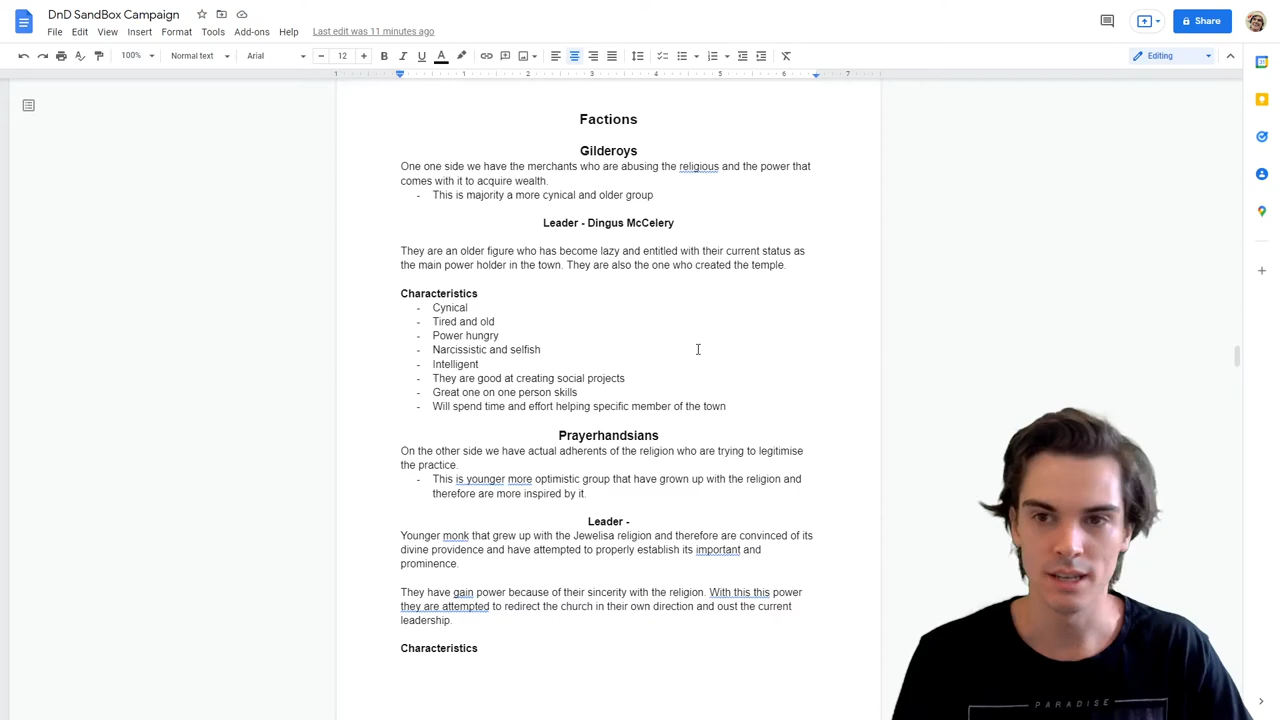 DnD SandBox Campaign
File Edit View Insert Format Tools Add-ons Help Last edit was 11 minutes ago
Share
100% Normal text Arial 12 B I U A Editing
1 1 2 3 4 5 6 7
Factions
Gilderoys
One one side we have the merchants who are abusing the religious and the power that
comes with it to acquire wealth.
- This is majority a more cynical and older group
Leader - Dingus McCelery
They are an older figure who has become lazy and entitled with their current status as
the main power holder in the town. They are also the one who created the temple.
Characteristics
- Cynical
- Tired and old
- Power hungry
- Narcissistic and selfish
- Intelligent
- They are good at creating social projects
- Great one on one person skills
- Will spend time and effort helping specific member of the town
Prayerhandsians
On the other side we have actual adherents of the religion who are trying to legitimise
the practice.
- This is younger more optimistic group that have grown up with the religion and
therefore are more inspired by it.
Leader -
Younger monk that grew up with the Jewelisa religion and therefore are convinced of its
divine providence and have attempted to properly establish its important and
prominence.
They have gain power because of their sincerity with the religion. With this this power
they are attempted to redirect the church in their own direction and oust the current
leadership.
Characteristics
PARADISE